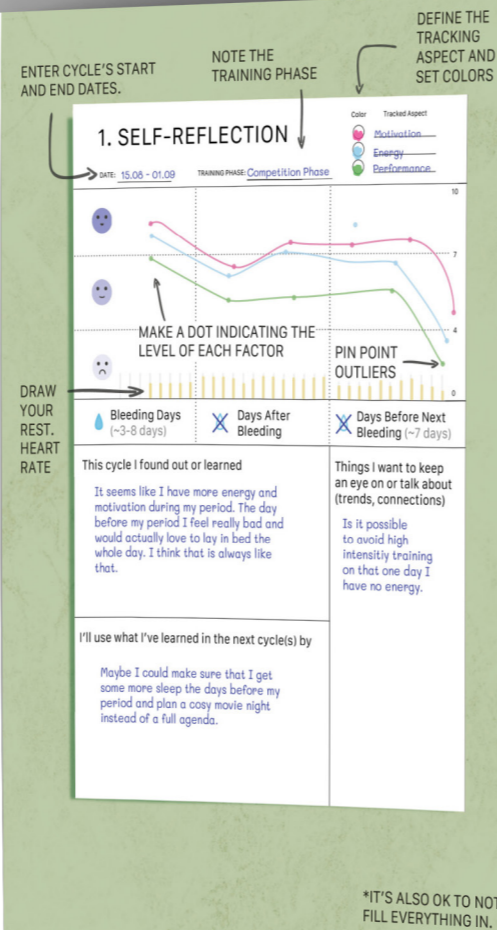 DEFINE THE
TRACKING
ASPECT AND
SET COLORS
NOTE THE
TRAINING PHASE
ENTER CYCLE'S START
AND END DATES.
Color Tracked Aspect
Motivation
Energy
Performance
1. SELF-REFLECTION
DATE: 15.08 - 01.09 TRAINING PHASE: Competition Phase
10
7
4
0
MAKE A DOT INDICATING THE
LEVEL OF EACH FACTOR
PIN POINT
OUTLIERS
DRAW
YOUR
REST.
HEART
RATE
Bleeding Days
(~3-8 days)
Days After
Bleeding
Days Before Next
Bleeding (~7 days)
This cycle I found out or learned
It seems like I have more energy and
motivation during my period. The day
before my period I feel really bad and
would actually love to lay in bed the
whole day. I think that is always like
that.
Things I want to keep
an eye on or talk about
(trends, connections)
Is it possible
to avoid high
intensitiy training
on that one day I
have no energy.
I'll use what I've learned in the next cycle(s) by
Maybe I could make sure that I get
some more sleep the days before my
period and plan a cosy movie night
instead of a full agenda.
*IT'S ALSO OK TO NOT
FILL EVERYTHING IN.